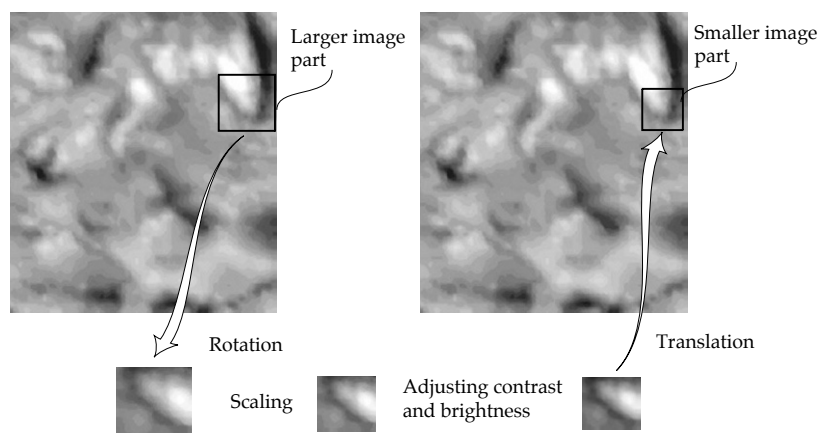 Larger image
part
Smaller image
part
Rotation
Scaling
Adjusting contrast
and brightness
Translation